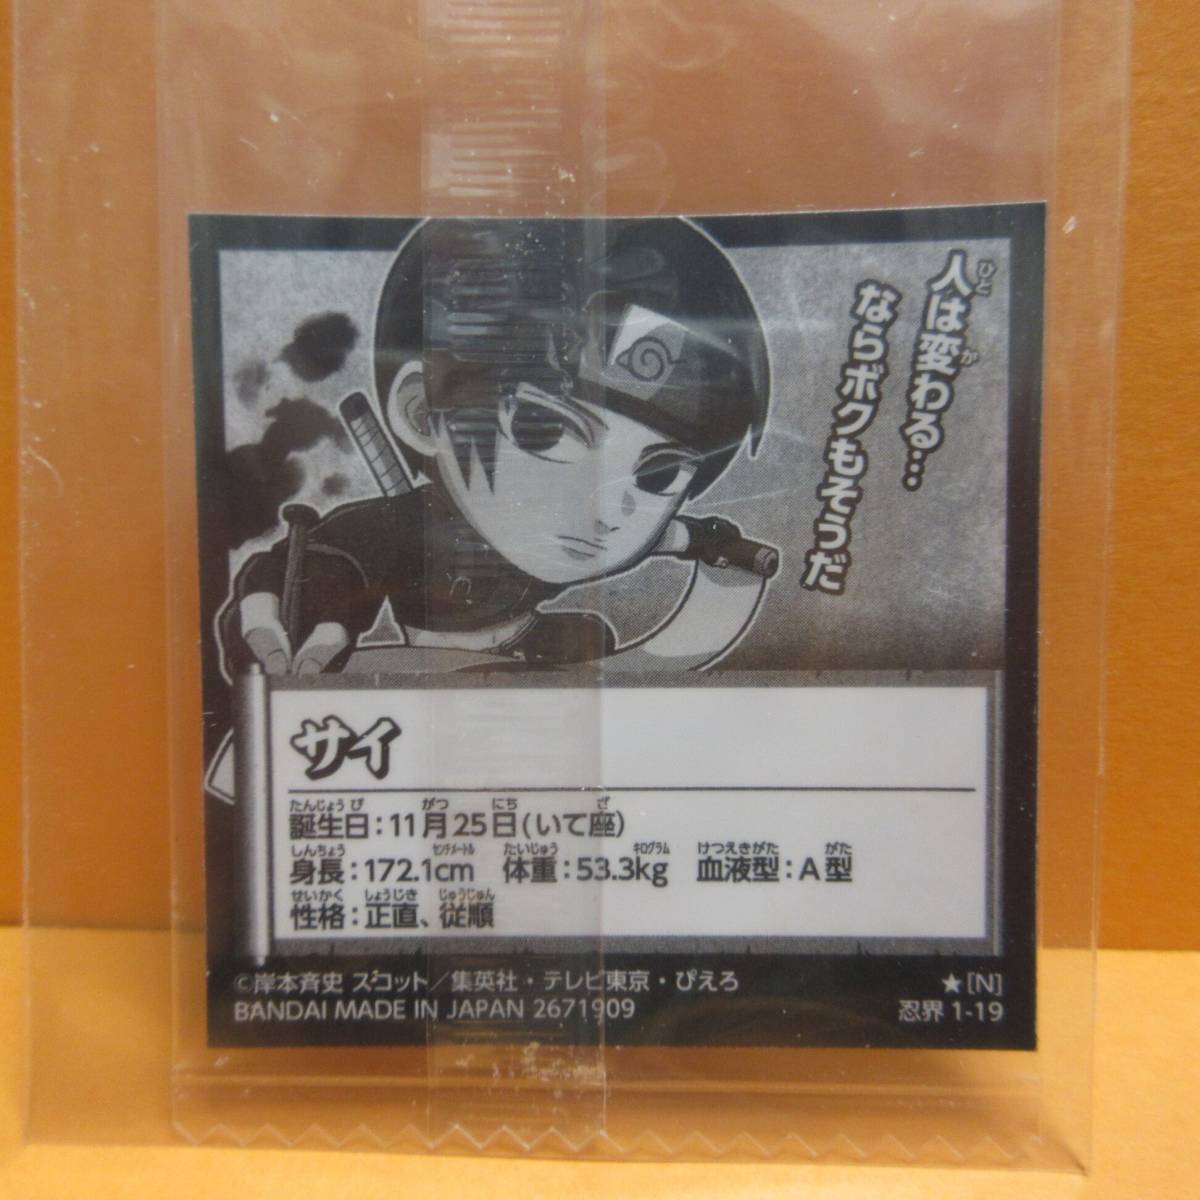 人は変わる…
ならボクもそうだ
サイ
誕生日：11月25日(いて座)
身長：172.1cm 体重：53.3kg 血液型：A型
性格：正直、従順
©岸本斉史 スコット／集英社・テレビ東京・ぴえろ
BANDAI MADE IN JAPAN 2671909
★[N]
忍界 1-19